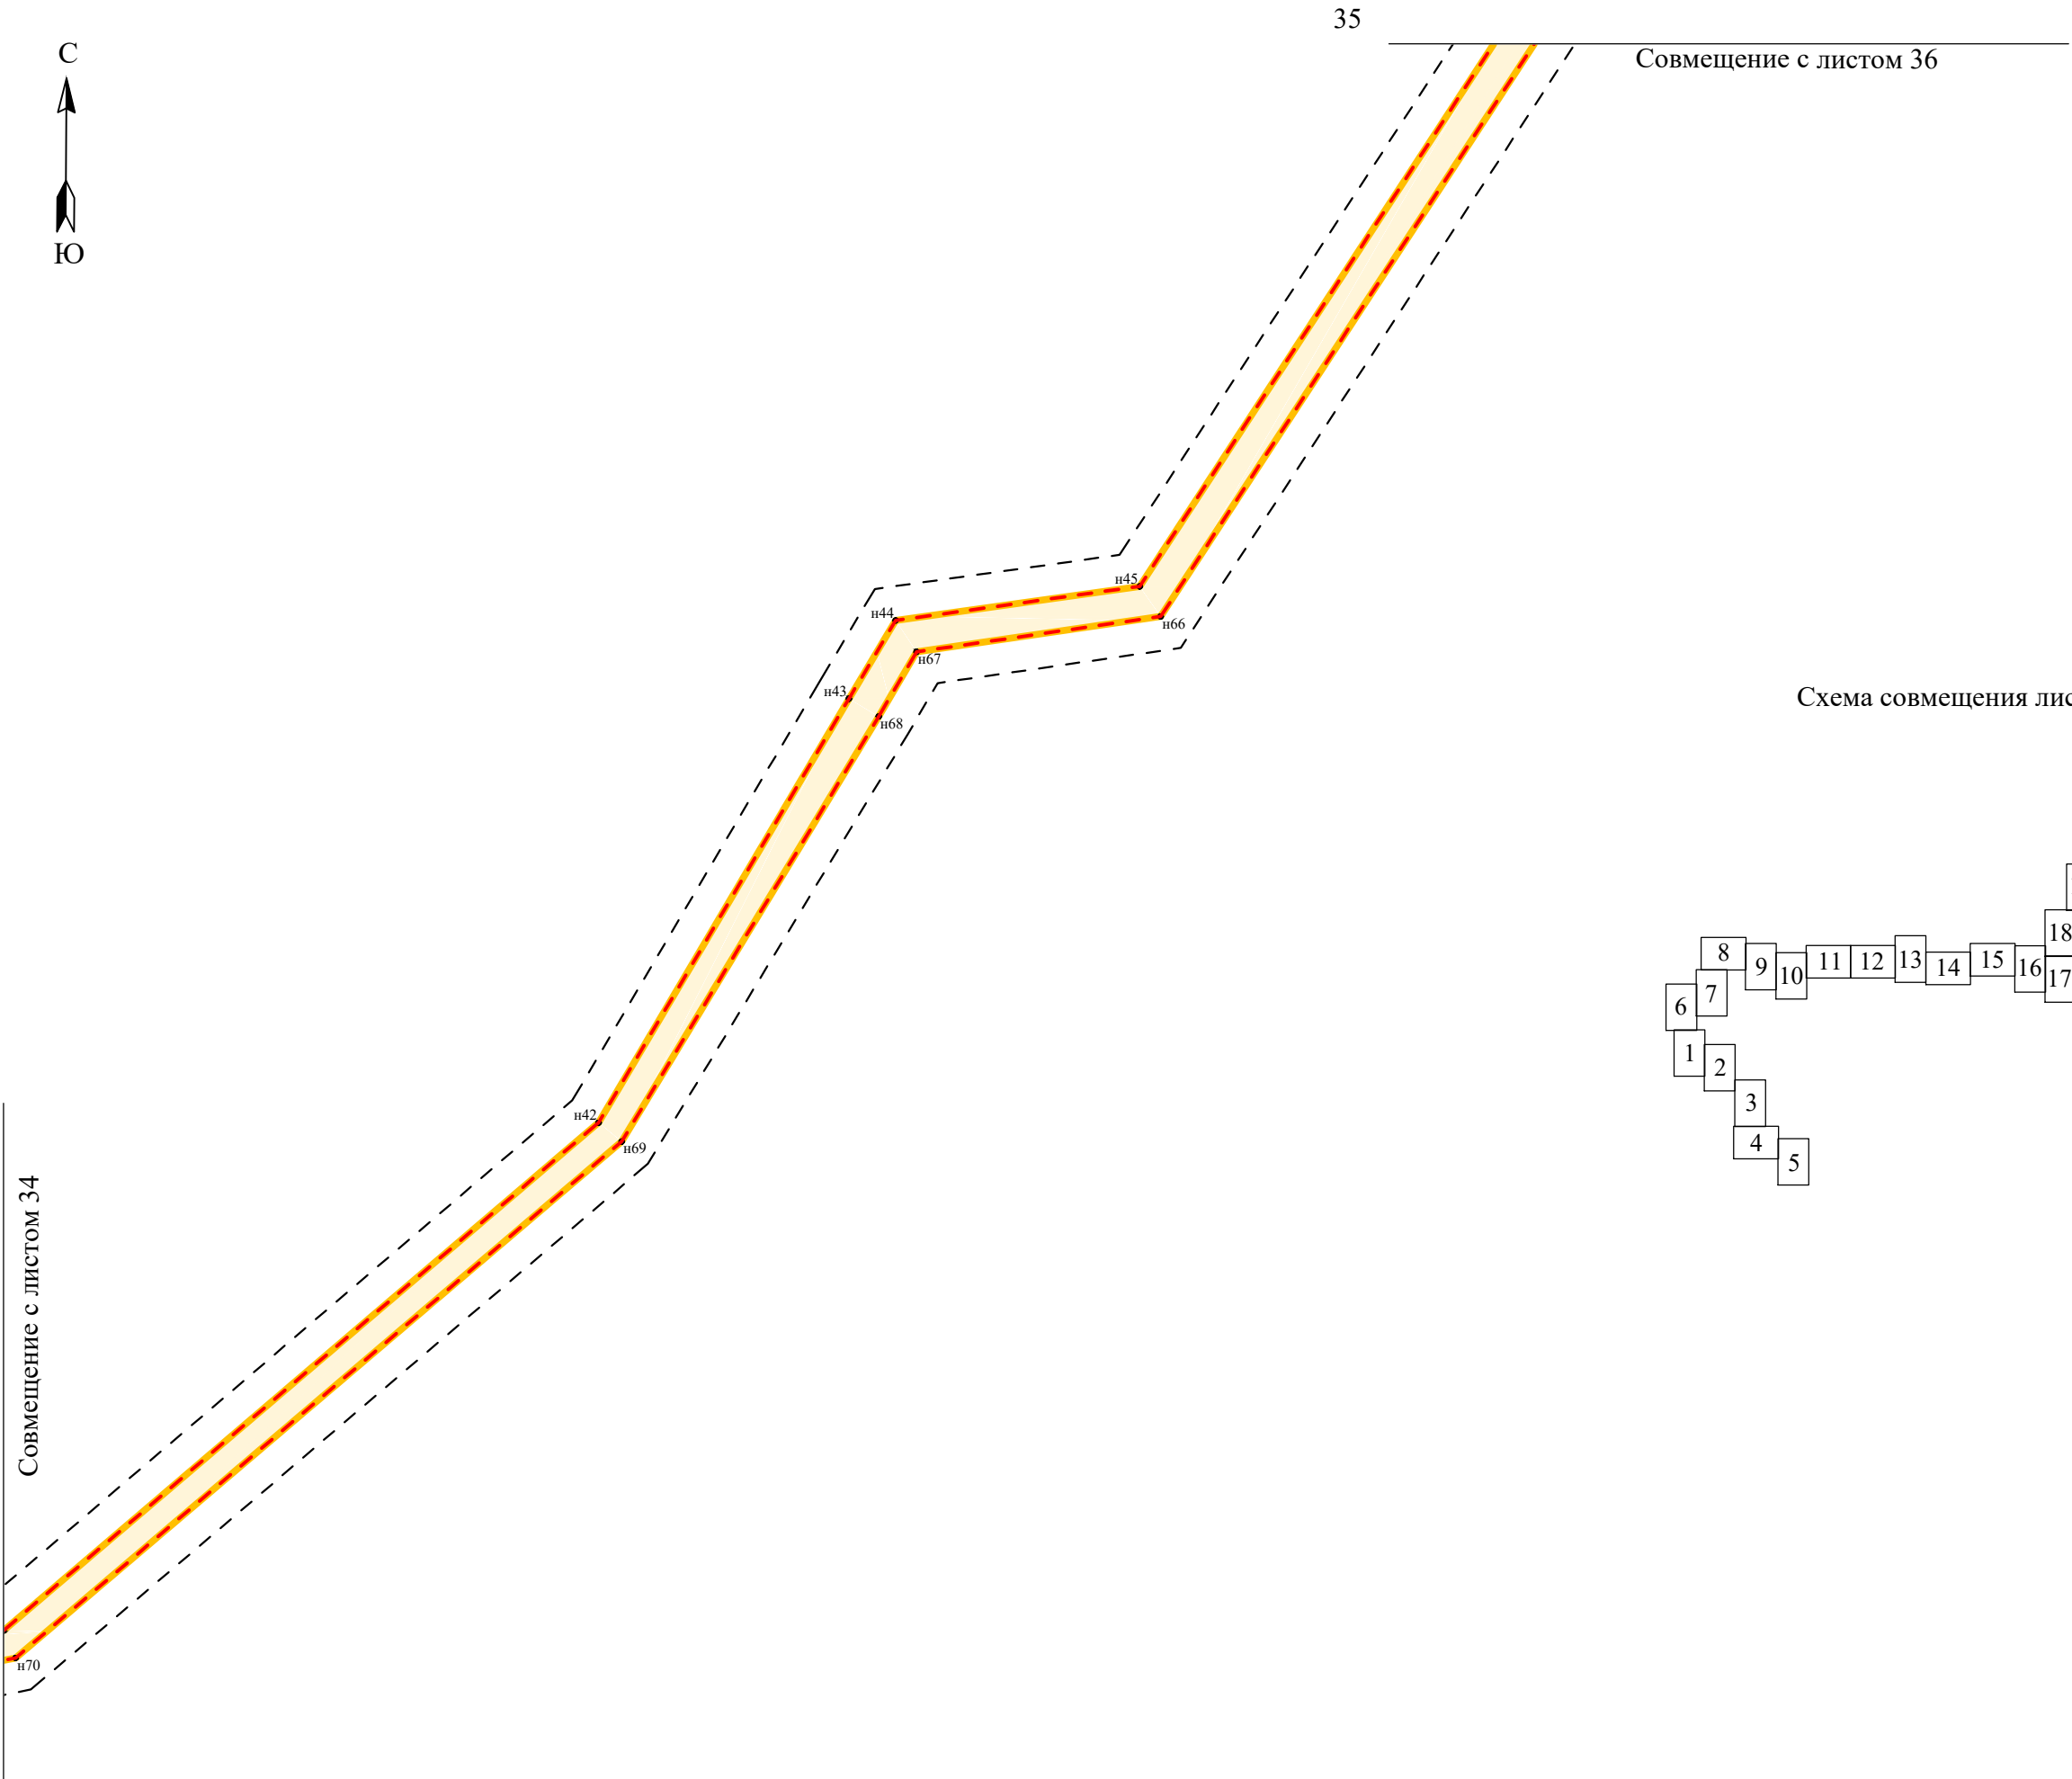 35
С
Совмещение с листом 36
Ю
н45
н44
н66
н67
н43
Схема совмещения лис
н68
18
8
9
10
11
12
13
14
15
16
17
7
6
1
2
3
4
5
н42
н69
Совмещение с листом 34
н70